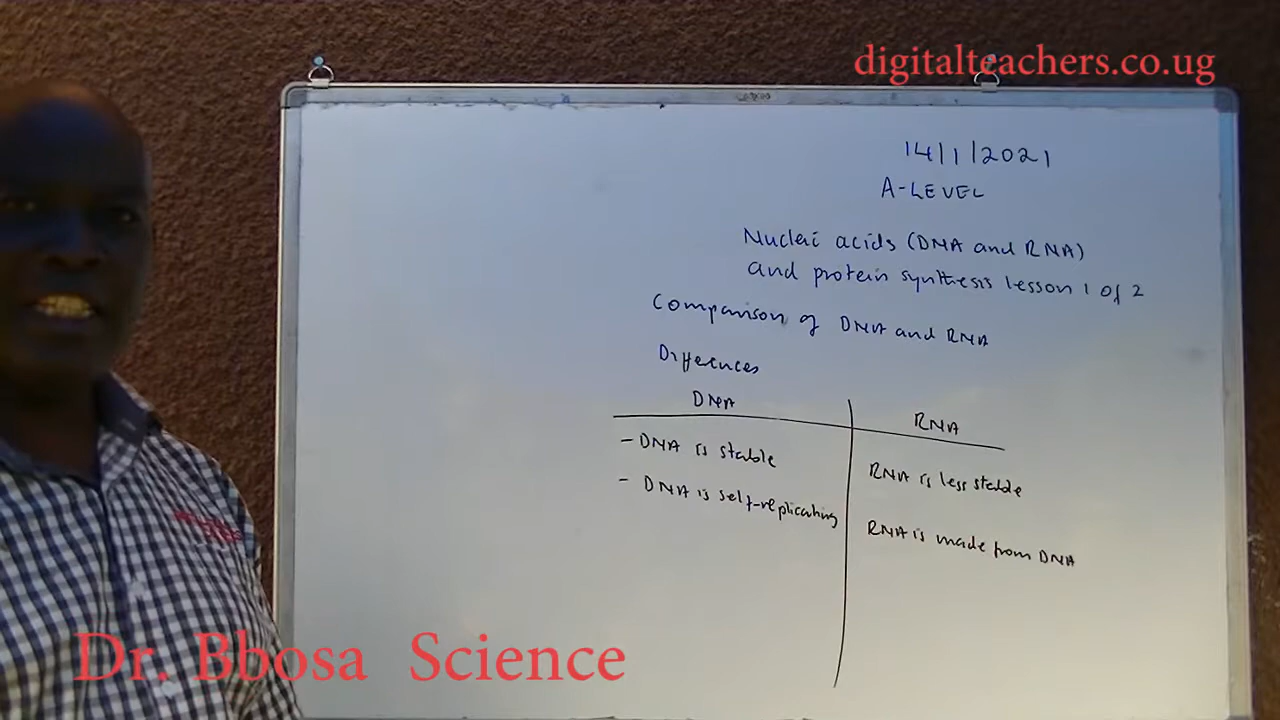 digitalteachers.co.ug
14/1/2021
A-LEVEL
Nucleic acids (DNA and RNA)
and protein synthesis lesson 1 of 2
Comparison of DNA and RNA
Differences
DNA
RNA
- DNA is stable
RNA is less stable
- DNA is self-replicating
RNA is made from DNA
Dr. Bbosa Science